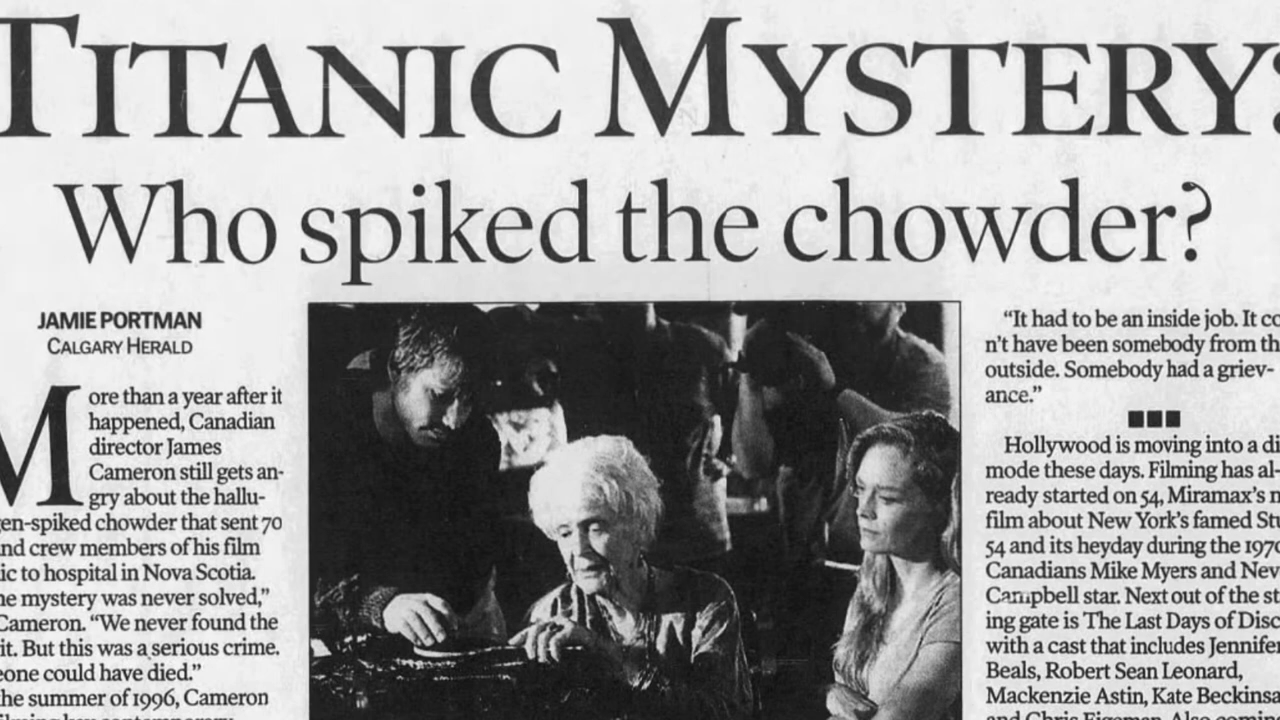 TITANIC MYSTERY:
Who spiked the chowder?
JAMIE PORTMAN
CALGARY HERALD
More than a year after it
happened, Canadian
director James
Cameron still gets an-
gry about the hallu-
gen-spiked chowder that sent 70
nd crew members of his film
ic to hospital in Nova Scotia.
he mystery was never solved,”
Cameron. “We never found the
it. But this was a serious crime.
eone could have died.”
the summer of 1996, Cameron
“It had to be an inside job. It co
n’t have been somebody from th
outside. Somebody had a griev-
ance.”
Hollywood is moving into a di
mode these days. Filming has al-
ready started on 54, Miramax’s n
film about New York’s famed St
54 and its heyday during the 1970
Canadians Mike Myers and Nev
Campbell star. Next out of the st
ing gate is The Last Days of Disc
with a cast that includes Jennifer
Beals, Robert Sean Leonard,
Mackenzie Astin, Kate Beckinsa
and Chris Eigeman. Also comin